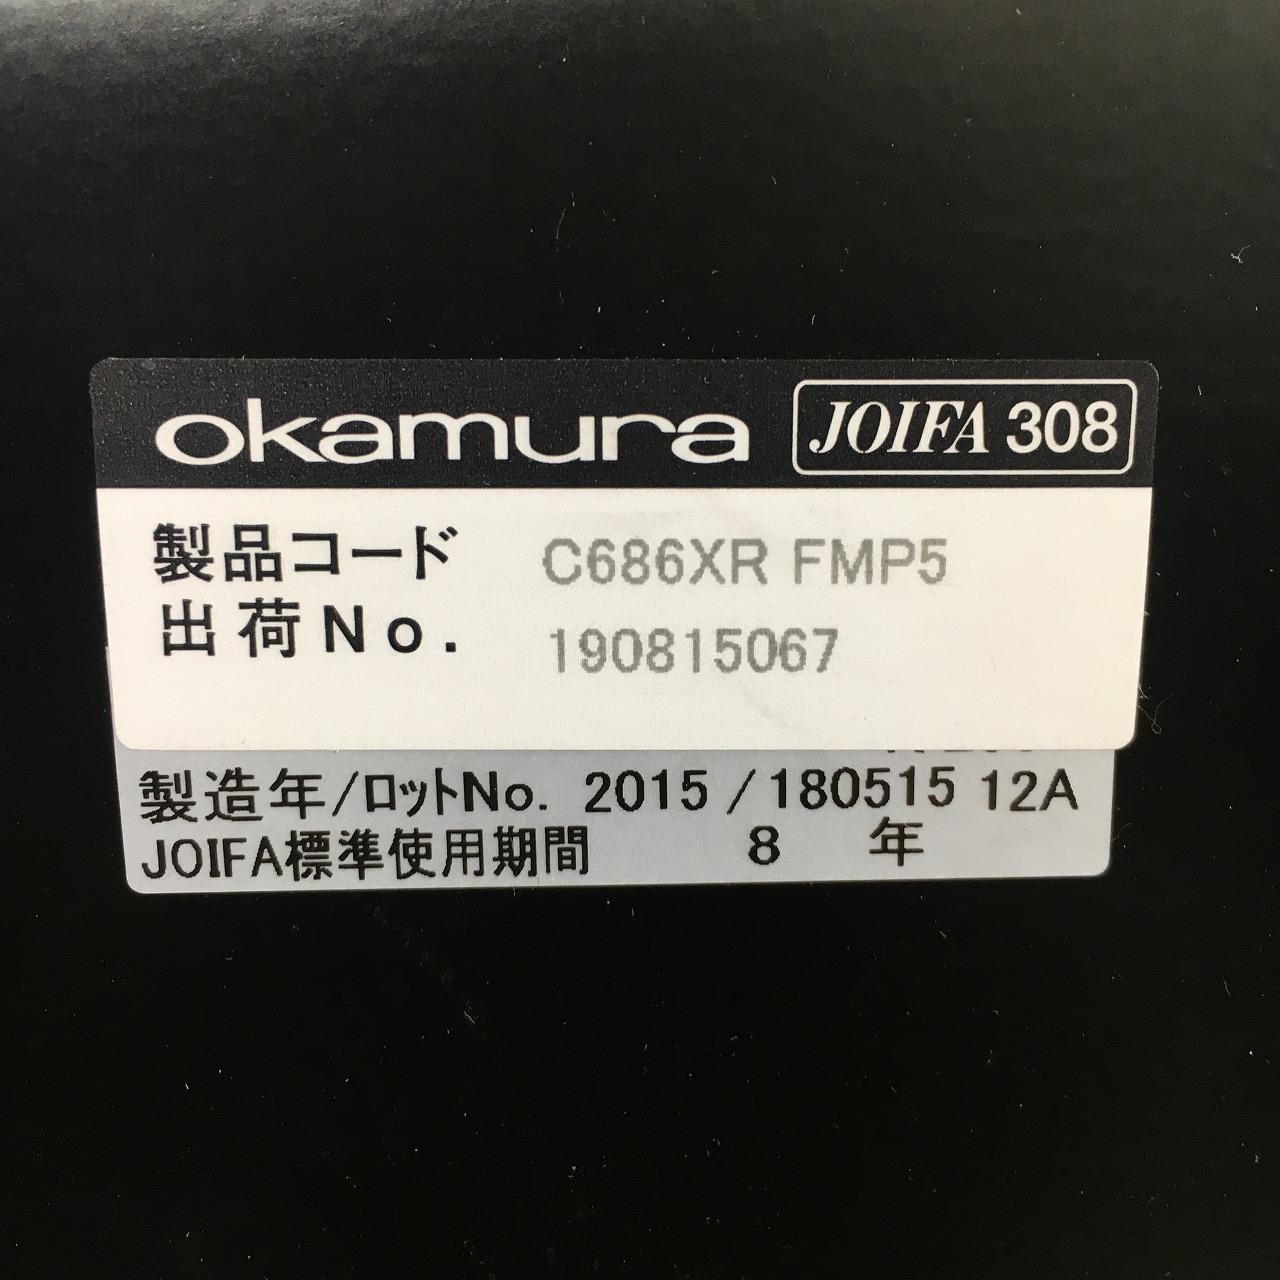 okamura JOIFA 308
製品コード C686XR FMP5
出荷No. 190815067
製造年/ロットNo. 2015 / 180515 12A
JOIFA標準使用期間 8 年